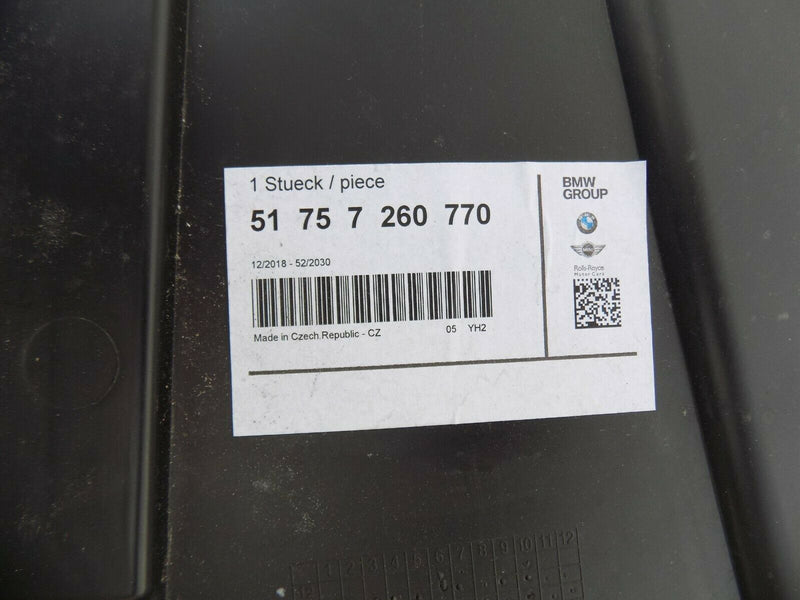 1 Stueck / piece
51 75 7 260 770
12/2018 - 52/2030
Made in Czech Republic - CZ 05 YH2
BMW
GROUP
Rolls-Royce
Motor Cars
1 2 3 4 5 6 7 8 9 10 11 12